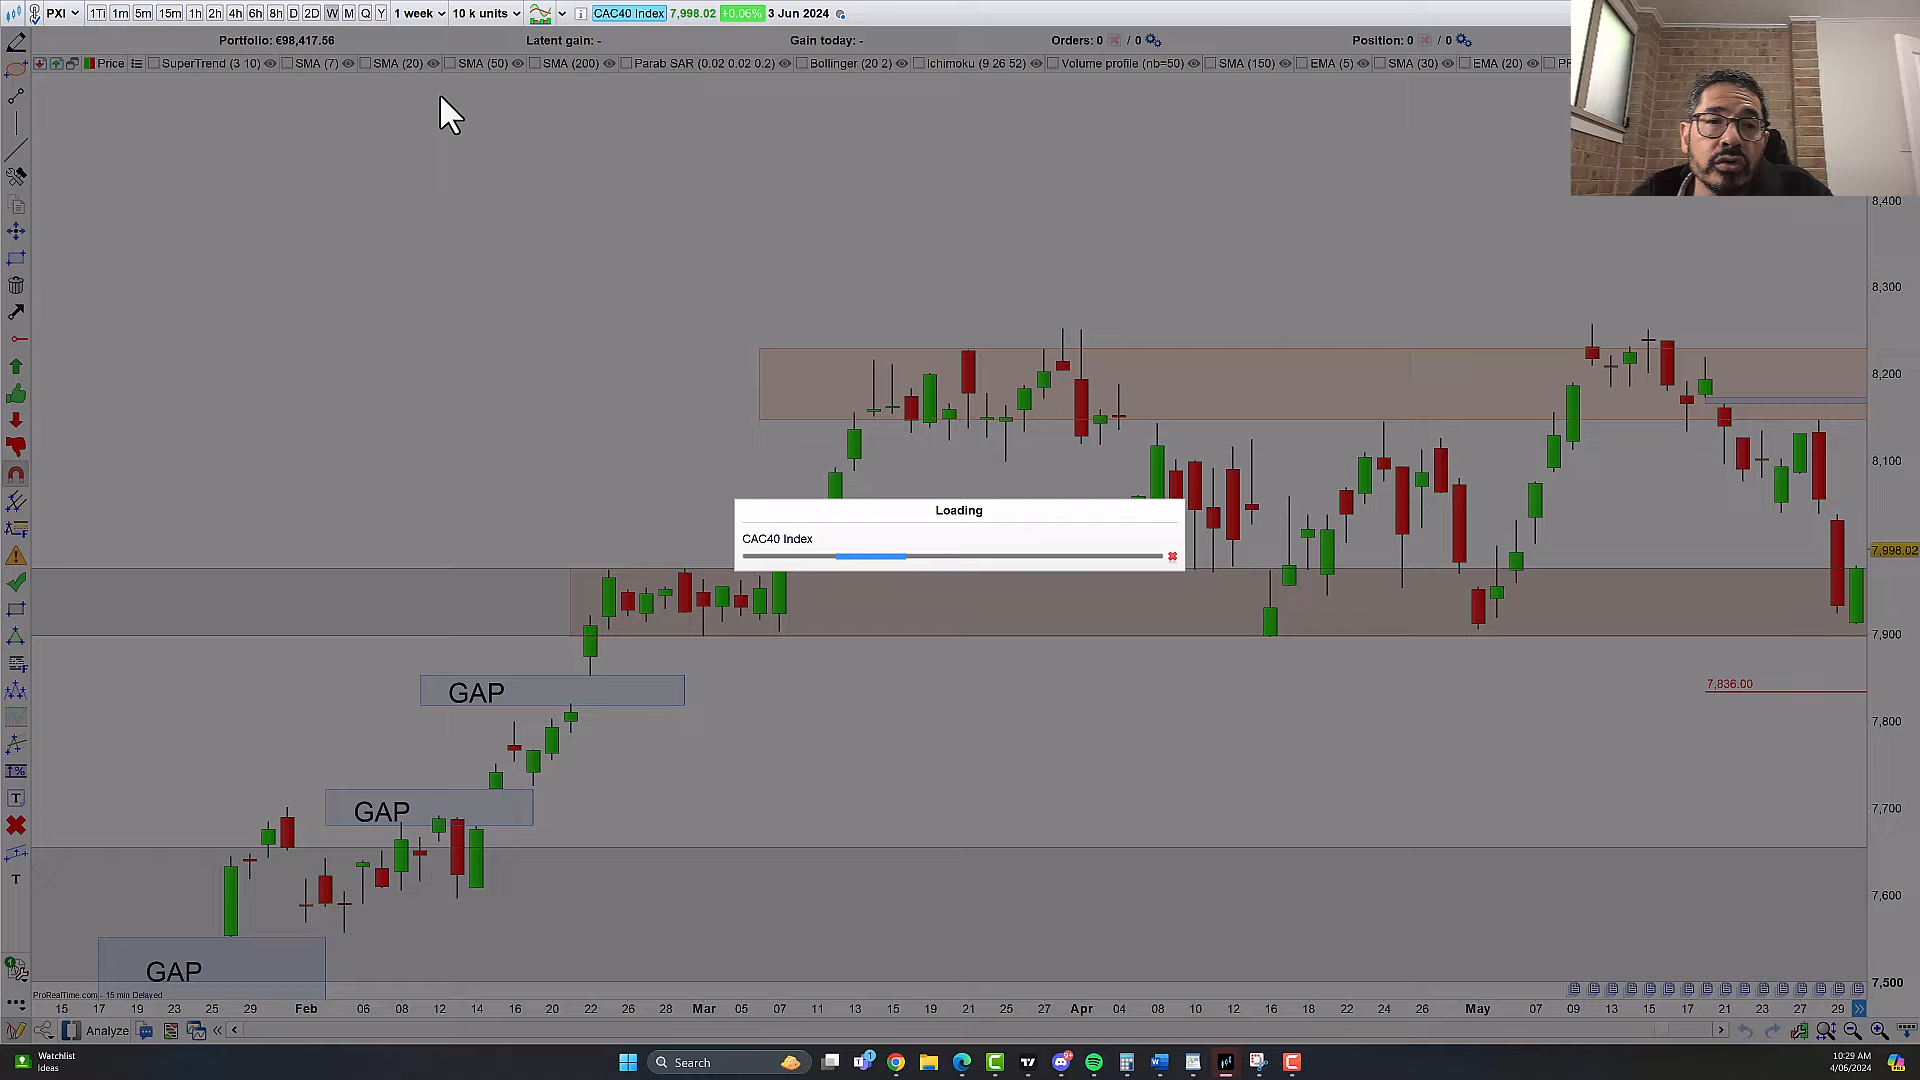 PXI 1Ti 1m 5m 15m 1h 2h 4h 6h 8h D 2D W M Q Y 1 week 10 k units CAC40 Index 7,998.02 +0.06% 3 Jun 2024
Portfolio: €98,417.56 Latent gain: - Gain today: - Orders: 0 / 0 Position: 0 / 0
Price SuperTrend (3 10) SMA (7) SMA (20) SMA (50) SMA (200) Parab SAR (0.02 0.02 0.2) Bollinger (20 2) Ichimoku (9 26 52) Volume profile (nb=50) SMA (150) EMA (5) SMA (30) EMA (20)
8,400
8,300
8,200
8,100
Loading
CAC40 Index
7,998.02
7,900
7,836.00
GAP
7,800
GAP
7,700
7,600
GAP
7,500
ProRealTime.com - 15 min Delayed
15 17 19 23 25 29 Feb 06 08 12 14 16 20 22 26 28 Mar 05 07 11 13 15 19 21 25 27 Apr 04 08 10 12 16 18 22 24 26 May 07 09 13 15 17 21 23 27 29
Analyze
Watchlist
Ideas
Search
10:29 AM
4/06/2024